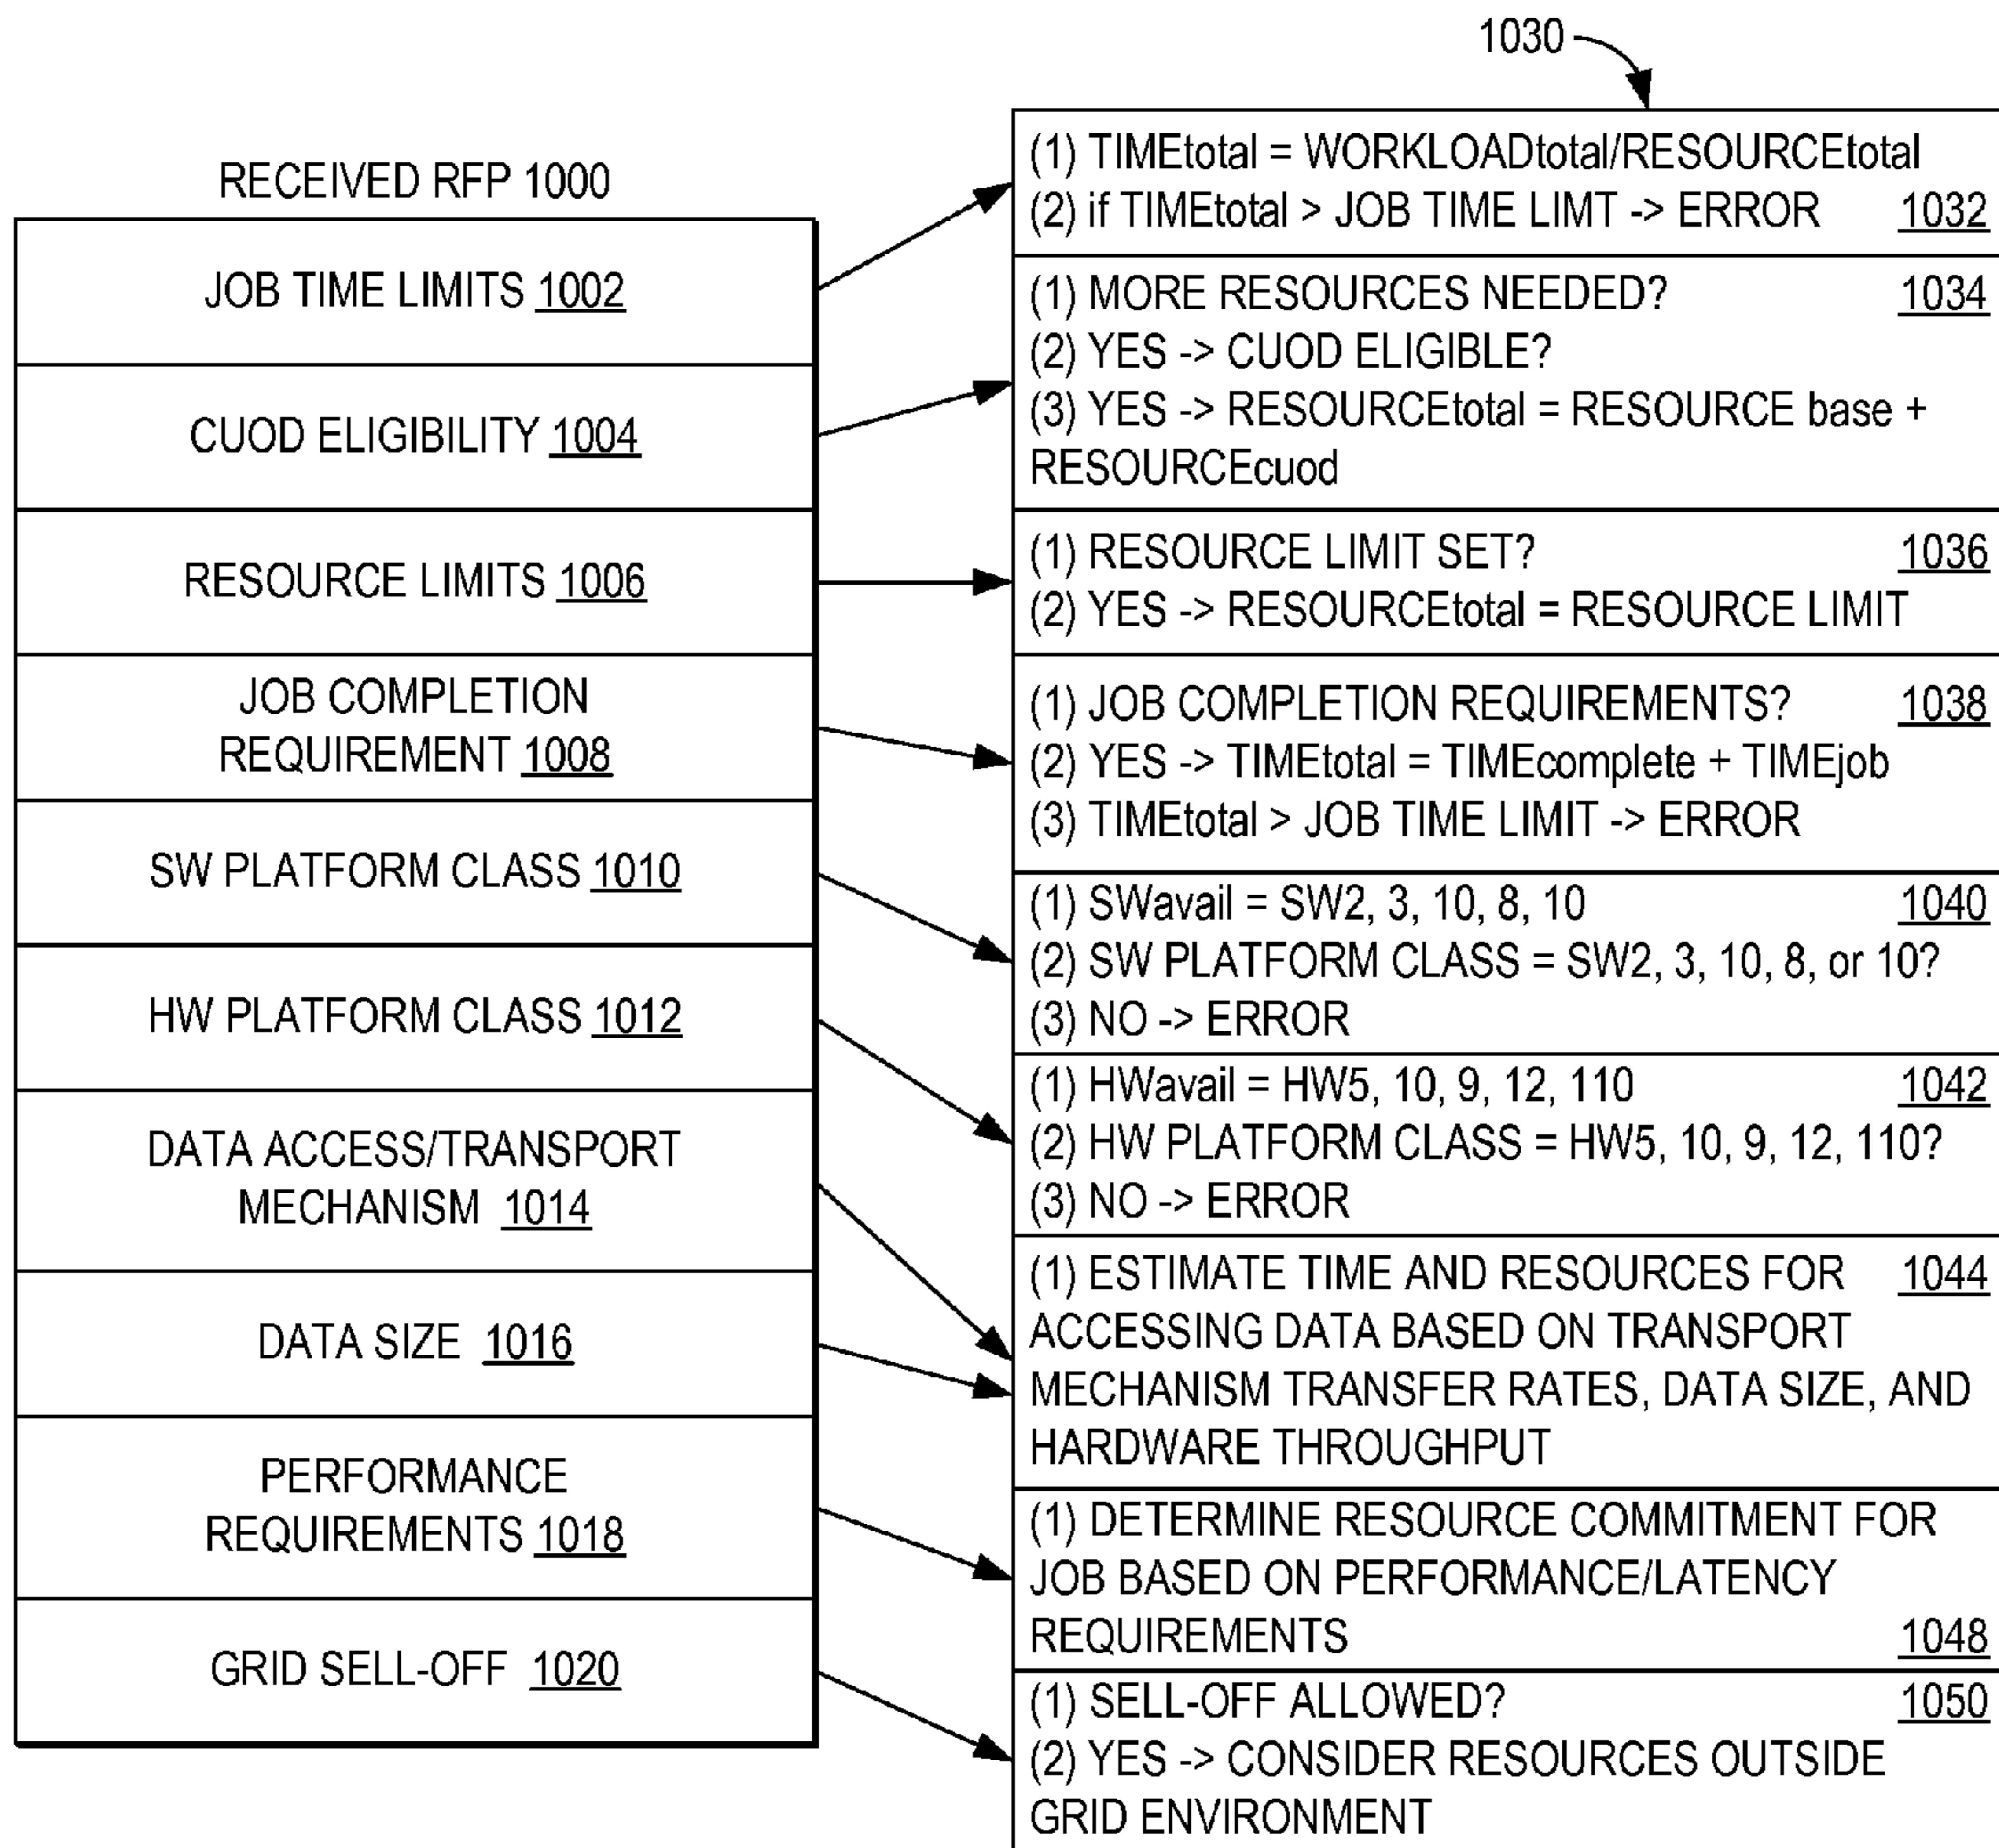 1030
RECEIVED RFP 1000
JOB TIME LIMITS 1002
CUOD ELIGIBILITY 1004
RESOURCE LIMITS 1006
JOB COMPLETION
REQUIREMENT 1008
SW PLATFORM CLASS 1010
HW PLATFORM CLASS 1012
DATA ACCESS/TRANSPORT
MECHANISM 1014
DATA SIZE 1016
PERFORMANCE
REQUIREMENTS 1018
GRID SELL-OFF 1020
(1) TIMEtotal = WORKLOADtotal/RESOURCEtotal
(2) if TIMEtotal > JOB TIME LIMT -> ERROR 1032
(1) MORE RESOURCES NEEDED? 1034
(2) YES -> CUOD ELIGIBLE?
(3) YES -> RESOURCEtotal = RESOURCE base +
RESOURCEcuod
(1) RESOURCE LIMIT SET? 1036
(2) YES -> RESOURCEtotal = RESOURCE LIMIT
(1) JOB COMPLETION REQUIREMENTS? 1038
(2) YES -> TIMEtotal = TIMEcomplete + TIMEjob
(3) TIMEtotal > JOB TIME LIMIT -> ERROR
(1) SWavail = SW2, 3, 10, 8, 10 1040
(2) SW PLATFORM CLASS = SW2, 3, 10, 8, or 10?
(3) NO -> ERROR
(1) HWavail = HW5, 10, 9, 12, 110 1042
(2) HW PLATFORM CLASS = HW5, 10, 9, 12, 110?
(3) NO -> ERROR
(1) ESTIMATE TIME AND RESOURCES FOR 1044
ACCESSING DATA BASED ON TRANSPORT
MECHANISM TRANSFER RATES, DATA SIZE, AND
HARDWARE THROUGHPUT
(1) DETERMINE RESOURCE COMMITMENT FOR
JOB BASED ON PERFORMANCE/LATENCY
REQUIREMENTS 1048
(1) SELL-OFF ALLOWED? 1050
(2) YES -> CONSIDER RESOURCES OUTSIDE
GRID ENVIRONMENT